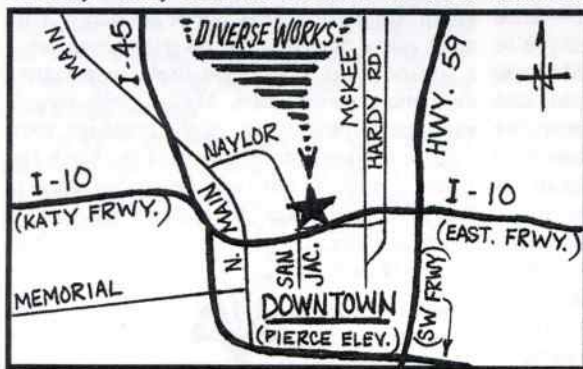 DIVERSE WORKS
MAIN
I-45
MCKEE
HARDY RD.
HWY. 59
N
NAYLOR
I-10
(KATY FRWY.)
I-10
(EAST. FRWY.)
N. MAIN
SAN JAC.
MEMORIAL
DOWNTOWN
(PIERCE ELEV.)
(SW FRWY)